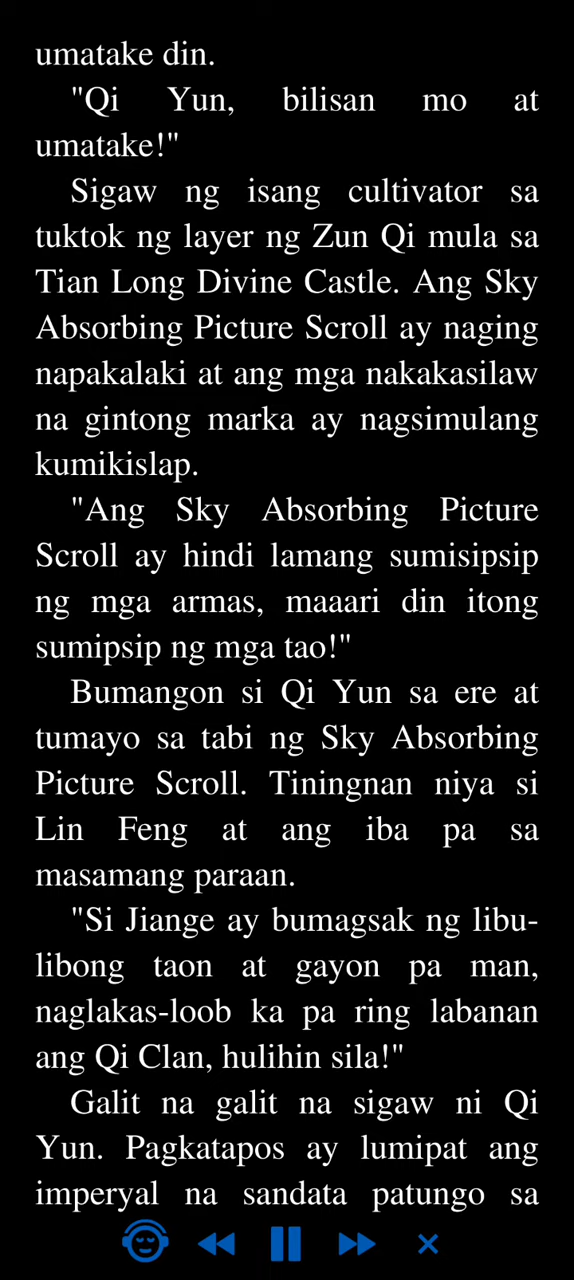 umatake din.
"Qi Yun, bilisan mo at
umatake!"
Sigaw ng isang cultivator sa
tuktok ng layer ng Zun Qi mula sa
Tian Long Divine Castle. Ang Sky
Absorbing Picture Scroll ay naging
napakalaki at ang mga nakakasilaw
na gintong marka ay nagsimulang
kumikislap.
"Ang Sky Absorbing Picture
Scroll ay hindi lamang sumisipsip
ng mga armas, maaari din itong
sumipsip ng mga tao!"
Bumangon si Qi Yun sa ere at
tumayo sa tabi ng Sky Absorbing
Picture Scroll. Tiningnan niya si
Lin Feng at ang iba pa sa
masamang paraan.
"Si Jiange ay bumagsak ng libu-
libong taon at gayon pa man,
naglakas-loob ka pa ring labanan
ang Qi Clan, hulihin sila!"
Galit na galit na sigaw ni Qi
Yun. Pagkatapos ay lumipat ang
imperyal na sandata patungo sa